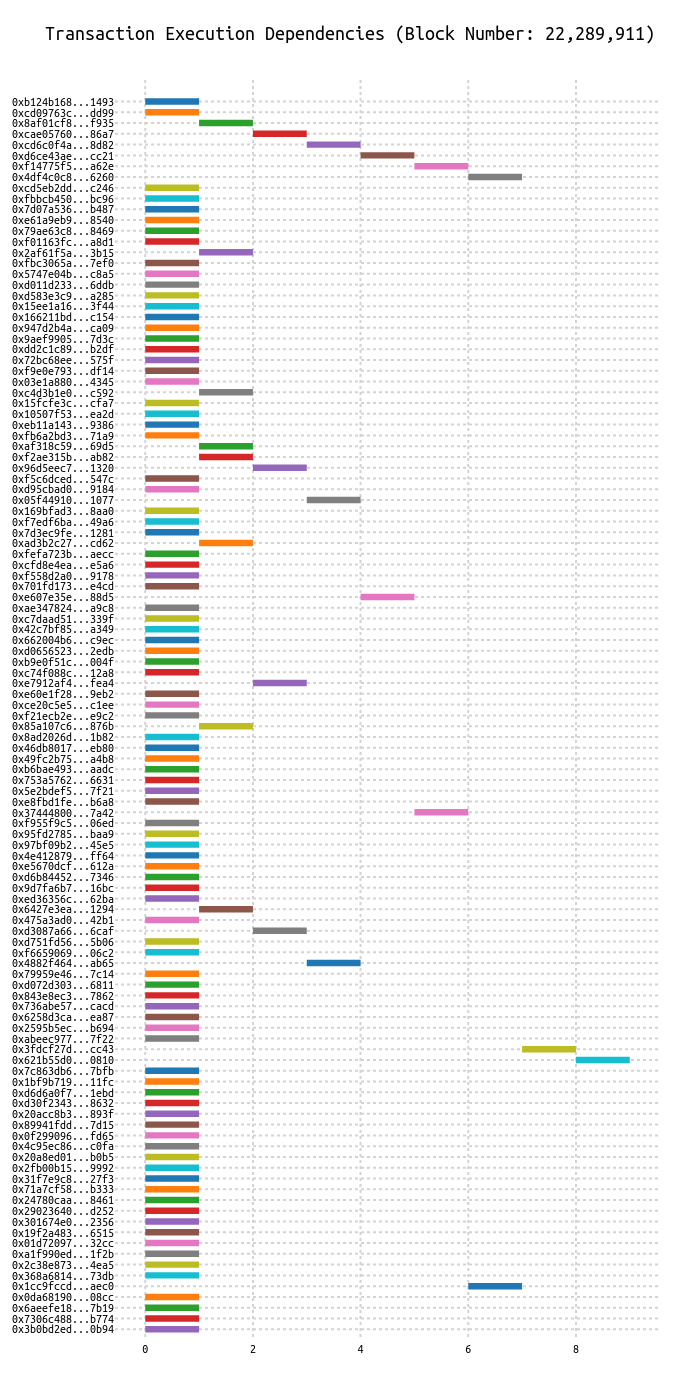 Transaction Execution Dependencies (Block Number: 22,289,911)
0xb124b168...1493
0xcd09763c...dd99
0x8af01cf8...f935
0xcae05760...86a7
0xcd6c0f4a...8d82
0xd6ce43ae...cc21
0xf14775f5...a62e
0x4df4c0c8...6260
0xcd5eb2dd...c246
0xfbbcb450...bc96
0x7d07a536...b487
0xe61a9eb9...8540
0x79ae63c8...8469
0xf01163fc...a8d1
0x2af61f5a...3b15
0xfbc3065a...7ef0
0x5747e04b...c8a5
0xd011d233...6ddb
0xd583e3c9...a285
0x15ee1a16...3f44
0x166211bd...c154
0x947d2b4a...ca09
0x9aef9905...7d3c
0xdd2c1c89...b2df
0x72bc68ee...575f
0xf9e0e793...df14
0x03e1a880...4345
0xc4d3b1e0...c592
0x15fcfe3c...cfa7
0x10507f53...ea2d
0xeb11a143...9386
0xfb6a2bd3...71a9
0xaf318c59...69d5
0xf2ae315b...ab82
0x96d5eec7...1320
0xf5c6dced...547c
0xd95cbad0...9184
0x05f44910...1077
0x169bfad3...8aa0
0xf7edf6ba...49a6
0x7d3ec9fe...1281
0xad3b2c27...cd62
0xfefa723b...aecc
0xcfd8e4ea...e5a6
0xf558d2a0...9178
0x701fd173...e4cd
0xe607e35e...88d5
0xae347824...a9c8
0xc7daad51...339f
0x42c7bf85...a349
0x662004b6...c9ec
0xd0656523...2edb
0xb9e0f51c...004f
0xc74f088c...12a8
0xe7912af4...fea4
0xe60e1f28...9eb2
0xce20c5e5...c1ee
0xf21ecb2e...e9c2
0x85a107c6...876b
0x8ad2026d...1b82
0x46db8017...eb80
0x49fc2b75...a4b8
0xb6bae493...aadc
0x753a5762...6631
0x5e2bdef5...7f21
0xe8fbd1fe...b6a8
0x37444800...7a42
0xf955f9c5...06ed
0x95fd2785...baa9
0x97bf09b2...45e5
0x4e412879...ff64
0xe5670dcf...612a
0xd6b84452...7346
0x9d7fa6b7...16bc
0xed36356c...62ba
0x6427e3ea...1294
0x475a3ad0...42b1
0xd3087a66...6caf
0xd751fd56...5b06
0xf6659069...06c2
0x4882f464...ab65
0x79959e46...7c14
0xd072d303...6811
0x843e8ec3...7862
0x736abe57...cacd
0x6258d3ca...ea87
0x2595b5ec...b694
0xabeec977...7f22
0x3fdcf27d...cc43
0x621b55d0...0810
0x7c863db6...7bfb
0x1bf9b719...11fc
0xd6d6a0f7...1ebd
0xd30f2343...8632
0x20acc8b3...893f
0x89941fdd...7d15
0x0f299096...fd65
0x4c95ec86...c0fa
0x20a8ed01...b0b5
0x2fb00b15...9992
0x31f7e9c8...27f3
0x71a7cf58...b333
0x24780caa...8461
0x29023640...d252
0x301674e0...2356
0x19f2a483...6515
0x01d72097...32cc
0xa1f990ed...1f2b
0x2c38e873...4ea5
0x368a6814...73db
0x1cc9fccd...aec0
0x0da68190...08cc
0x6aeefe18...7b19
0x7306c488...b774
0x3b0bd2ed...0b94
0 2 4 6 8